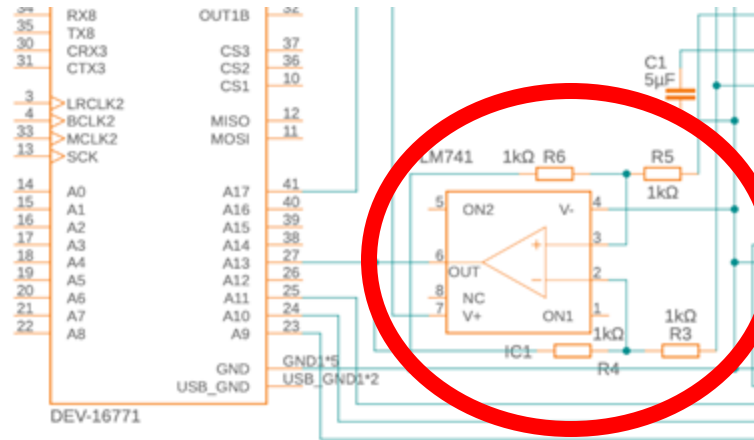 34 RX8 OUT1B 32
35 TX8
30 CRX3 CS3 37
31 CTX3 CS2 36
CS1 10
3 LRCLK2
4 BCLK2 MISO 12
33 MCLK2 MOSI 11
13 SCK
14 A0 A17 41
15 A1 A16 40
16 A2 A15 39
17 A3 A14 38
18 A4 A13 27
19 A5 A12 26
20 A6 A11 25
21 A7 A10 24
22 A8 A9 23
GND GND1*5
USB_GND USB_GND1*2
DEV-16771
C1
5µF
LM741 1kΩ R6 R5
1kΩ
5 ON2 V- 4
+ 3
6 OUT − 2
8 NC
7 V+ ON1 1
1kΩ 1kΩ
IC1 R3
R4